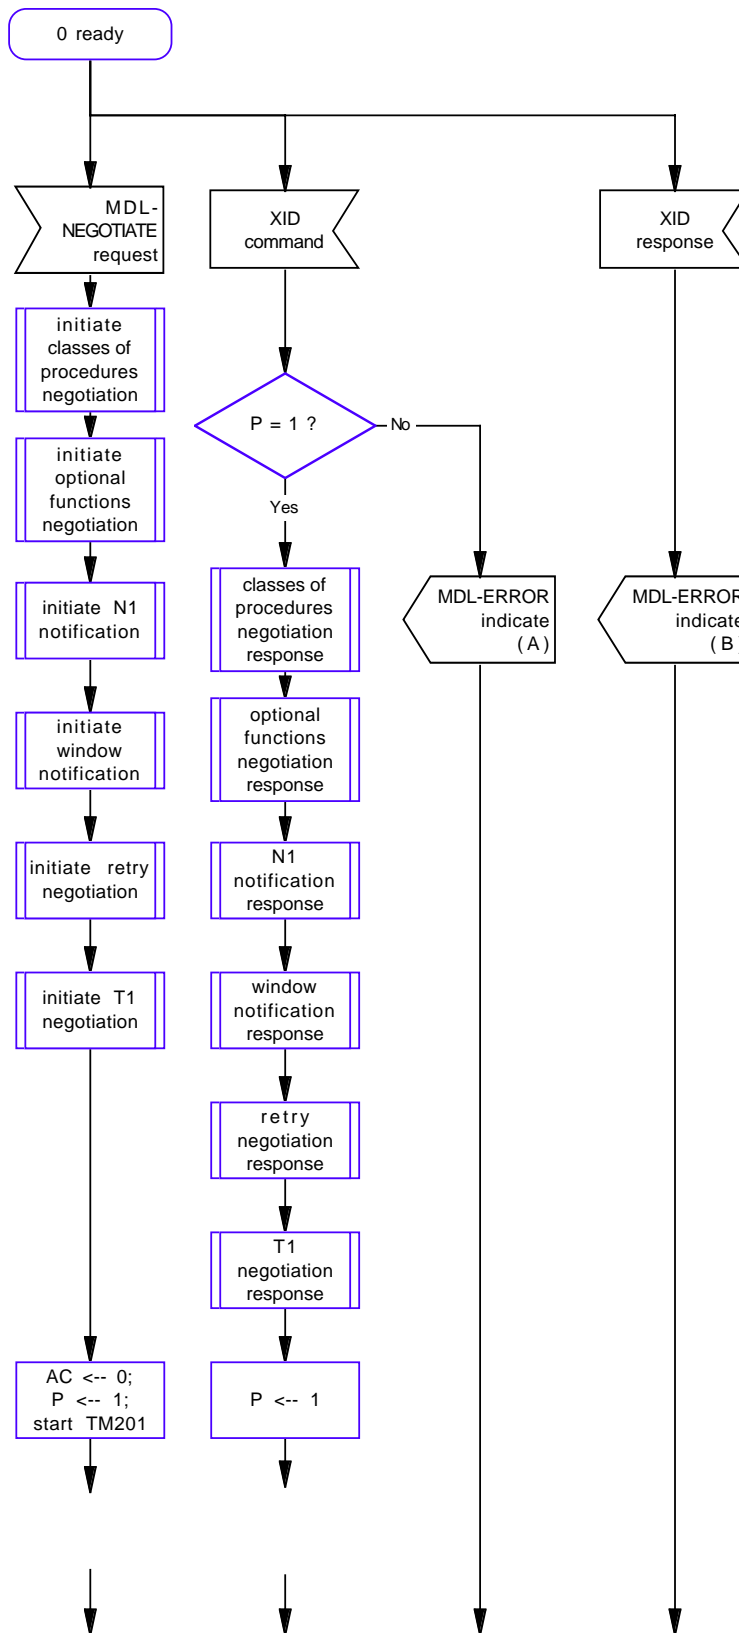 0 ready
MDL-
NEGOTIATE
request
XID
command
XID
response
initiate
classes of
procedures
negotiation
P = 1 ?
No
Yes
initiate
optional
functions
negotiation
initiate N1
notification
classes of
procedures
negotiation
response
MDL-ERROR
indicate
(A)
MDL-ERROR
indicate
(B
initiate
window
notification
optional
functions
negotiation
response
initiate retry
negotiation
N1
notification
response
initiate T1
negotiation
window
notification
response
retry
negotiation
response
T1
negotiation
response
AC <-- 0;
P <-- 1;
start TM201
P <-- 1